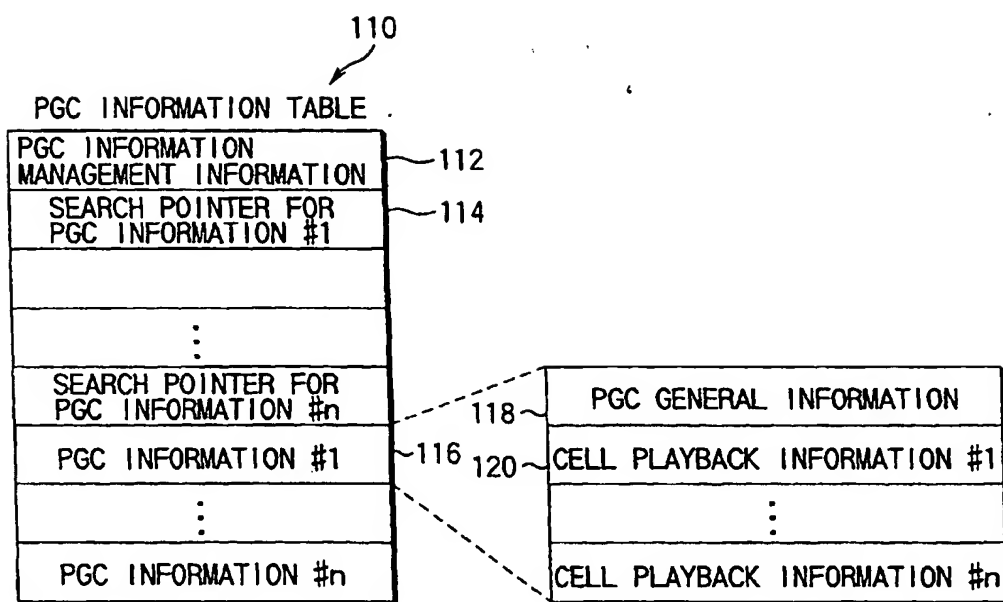 110
PGC INFORMATION TABLE
PGC INFORMATION
MANAGEMENT INFORMATION
112
SEARCH POINTER FOR
PGC INFORMATION #1
114
SEARCH POINTER FOR
PGC INFORMATION #n
PGC INFORMATION #1
116
PGC INFORMATION #n
118
PGC GENERAL INFORMATION
120
CELL PLAYBACK INFORMATION #1
CELL PLAYBACK INFORMATION #n